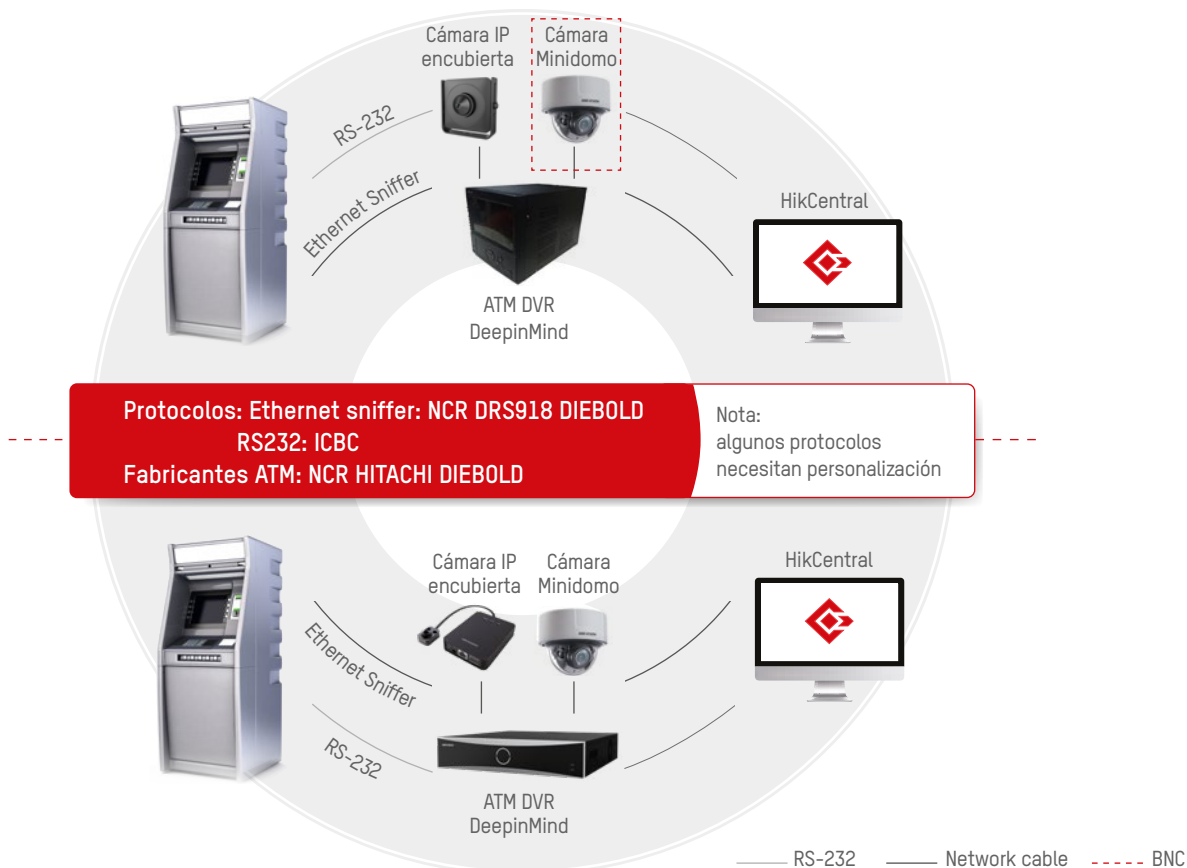 Cámara IP
encubierta
Cámara
Minidomo
RS-232
Ethernet Sniffer
HikCentral
ATM DVR
DeepinMind
Protocolos: Ethernet sniffer: NCR DRS918 DIEBOLD
RS232: ICBC
Fabricantes ATM: NCR HITACHI DIEBOLD
Nota:
algunos protocolos
necesitan personalización
Cámara IP
encubierta
Cámara
Minidomo
HikCentral
Ethernet Sniffer
RS-232
ATM DVR
DeepinMind
RS-232
Network cable
BNC